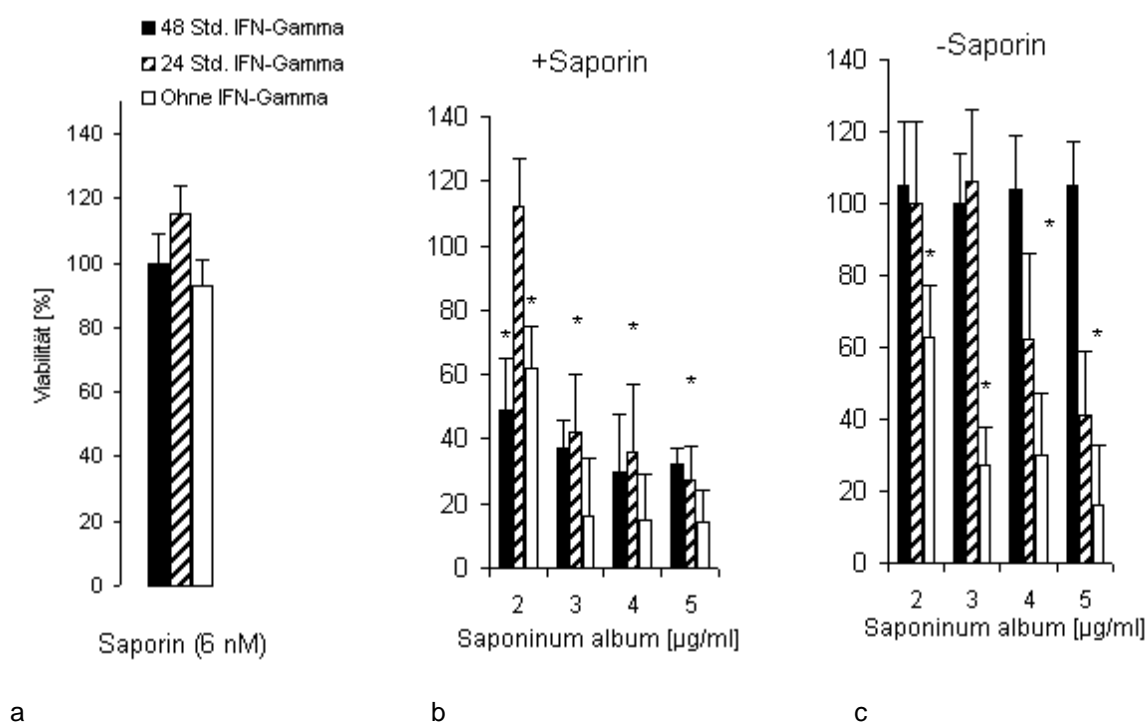 48 Std. IFN-Gamma
24 Std. IFN-Gamma
Ohne IFN-Gamma
Viabilität [%]
140
120
100
80
60
40
20
0
Saporin (6 nM)
a
+Saporin
140
120
100
80
60
40
20
0
*
*
*
*
*
2 3 4 5
Saponinum album [µg/ml]
b
-Saporin
140
120
100
80
60
40
20
0
*
*
*
*
2 3 4 5
Saponinum album [µg/ml]
c